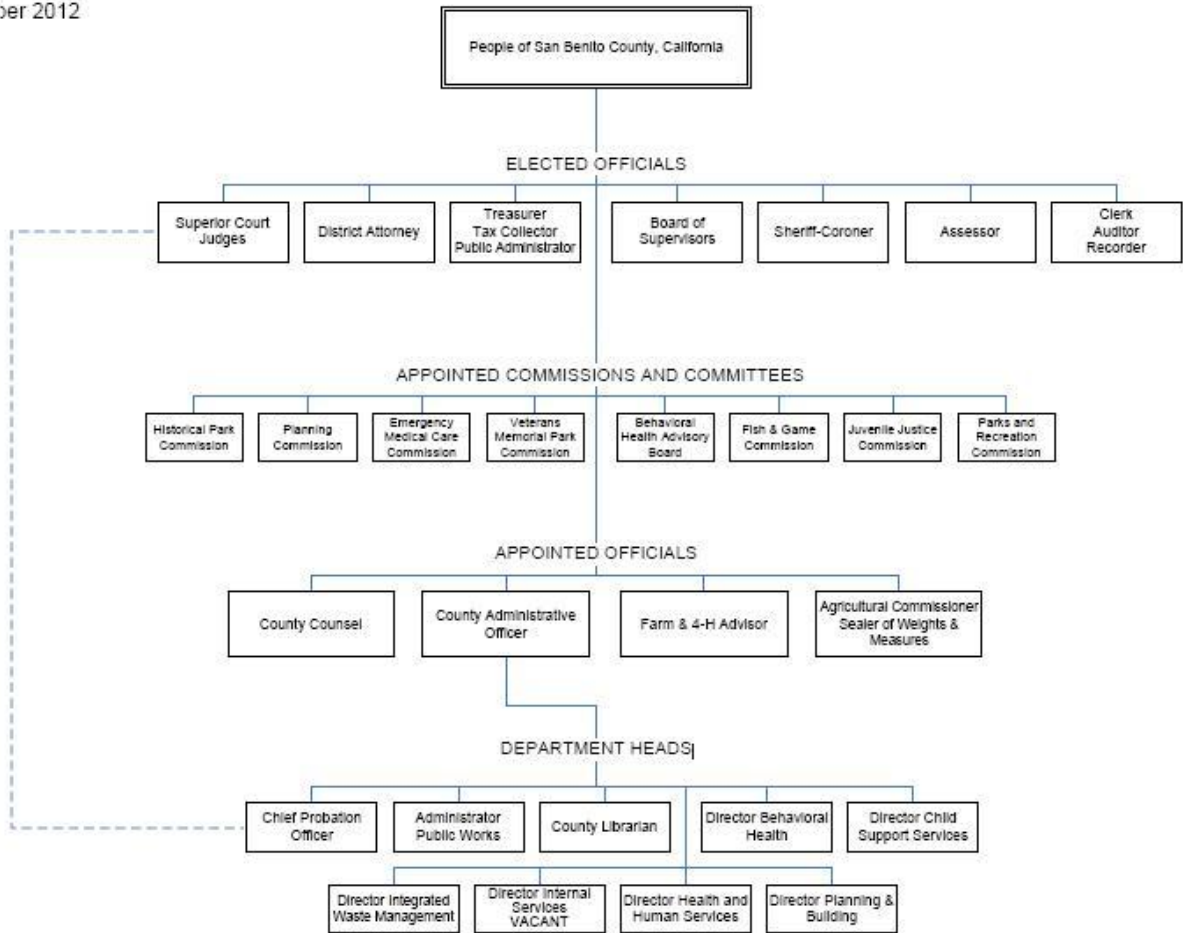 ber 2012
People of San Benito County, California
ELECTED OFFICIALS
Superior Court
Judges
District Attorney
Treasurer
Tax Collector
Public Administrator
Board of
Supervisors
Sheriff-Coroner
Assessor
Clerk
Auditor
Recorder
APPOINTED COMMISSIONS AND COMMITTEES
Historical Park
Commission
Planning
Commission
Emergency
Medical Care
Commission
Veterans
Memorial Park
Commission
Behavioral
Health Advisory
Board
Fish & Game
Commission
Juvenile Justice
Commission
Parks and
Recreation
Commission
APPOINTED OFFICIALS
County Counsel
County Administrative
Officer
Farm & 4-H Advisor
Agricultural Commissioner
Sealer of Weights &
Measures
DEPARTMENT HEADS
Chief Probation
Officer
Administrator
Public Works
County Librarian
Director Behavioral
Health
Director Child
Support Services
Director Integrated
Waste Management
Director Internal
Services
VACANT
Director Health and
Human Services
Director Planning &
Building